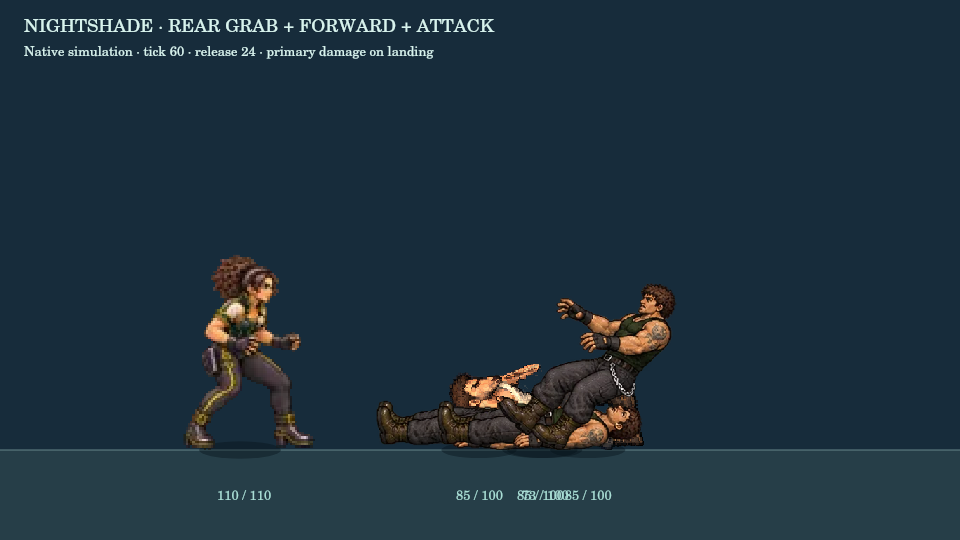 NIGHTSHADE · REAR GRAB + FORWARD + ATTACK
Native simulation · tick 60 · release 24 · primary damage on landing
110 / 110 85 / 100 85 / 100